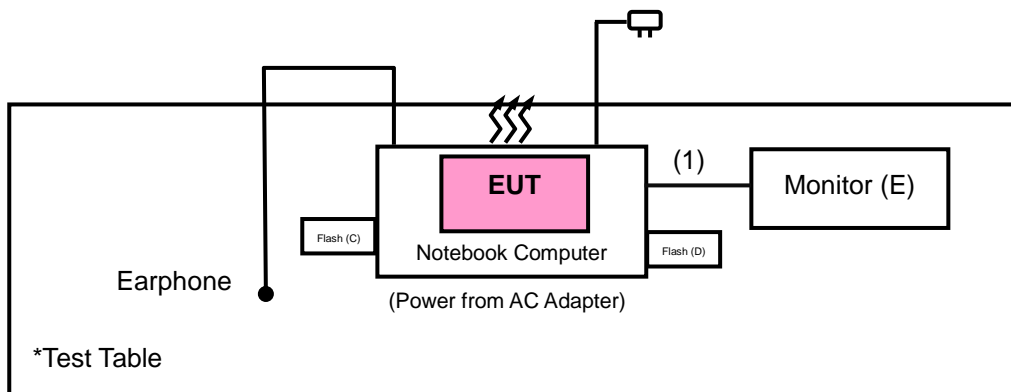 (1)
EUT
Monitor (E)
Flash (C)
Notebook Computer
Flash (D)
Earphone
(Power from AC Adapter)
*Test Table